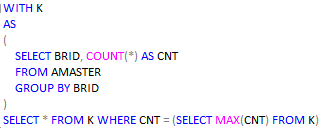 WITH K
AS
(
SELECT BRID, COUNT(*) AS CNT
FROM AMASTER
GROUP BY BRID
)
SELECT * FROM K WHERE CNT = (SELECT MAX(CNT) FROM K)